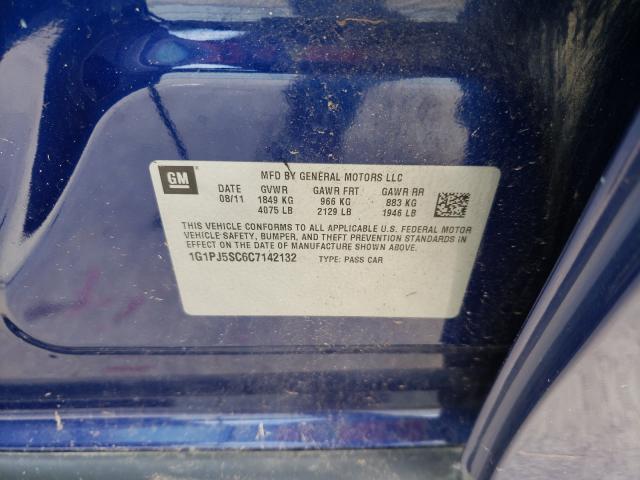 GM
MFD BY GENERAL MOTORS LLC
DATE GVWR GAWR FRT GAWR RR
08/11 1849 KG 966 KG 883 KG
4075 LB 2129 LB 1946 LB
THIS VEHICLE CONFORMS TO ALL APPLICABLE U.S. FEDERAL MOTOR
VEHICLE SAFETY, BUMPER, AND THEFT PREVENTION STANDARDS IN
EFFECT ON THE DATE OF MANUFACTURE SHOWN ABOVE.
1G1PJ5SC6C7142132 TYPE: PASS CAR